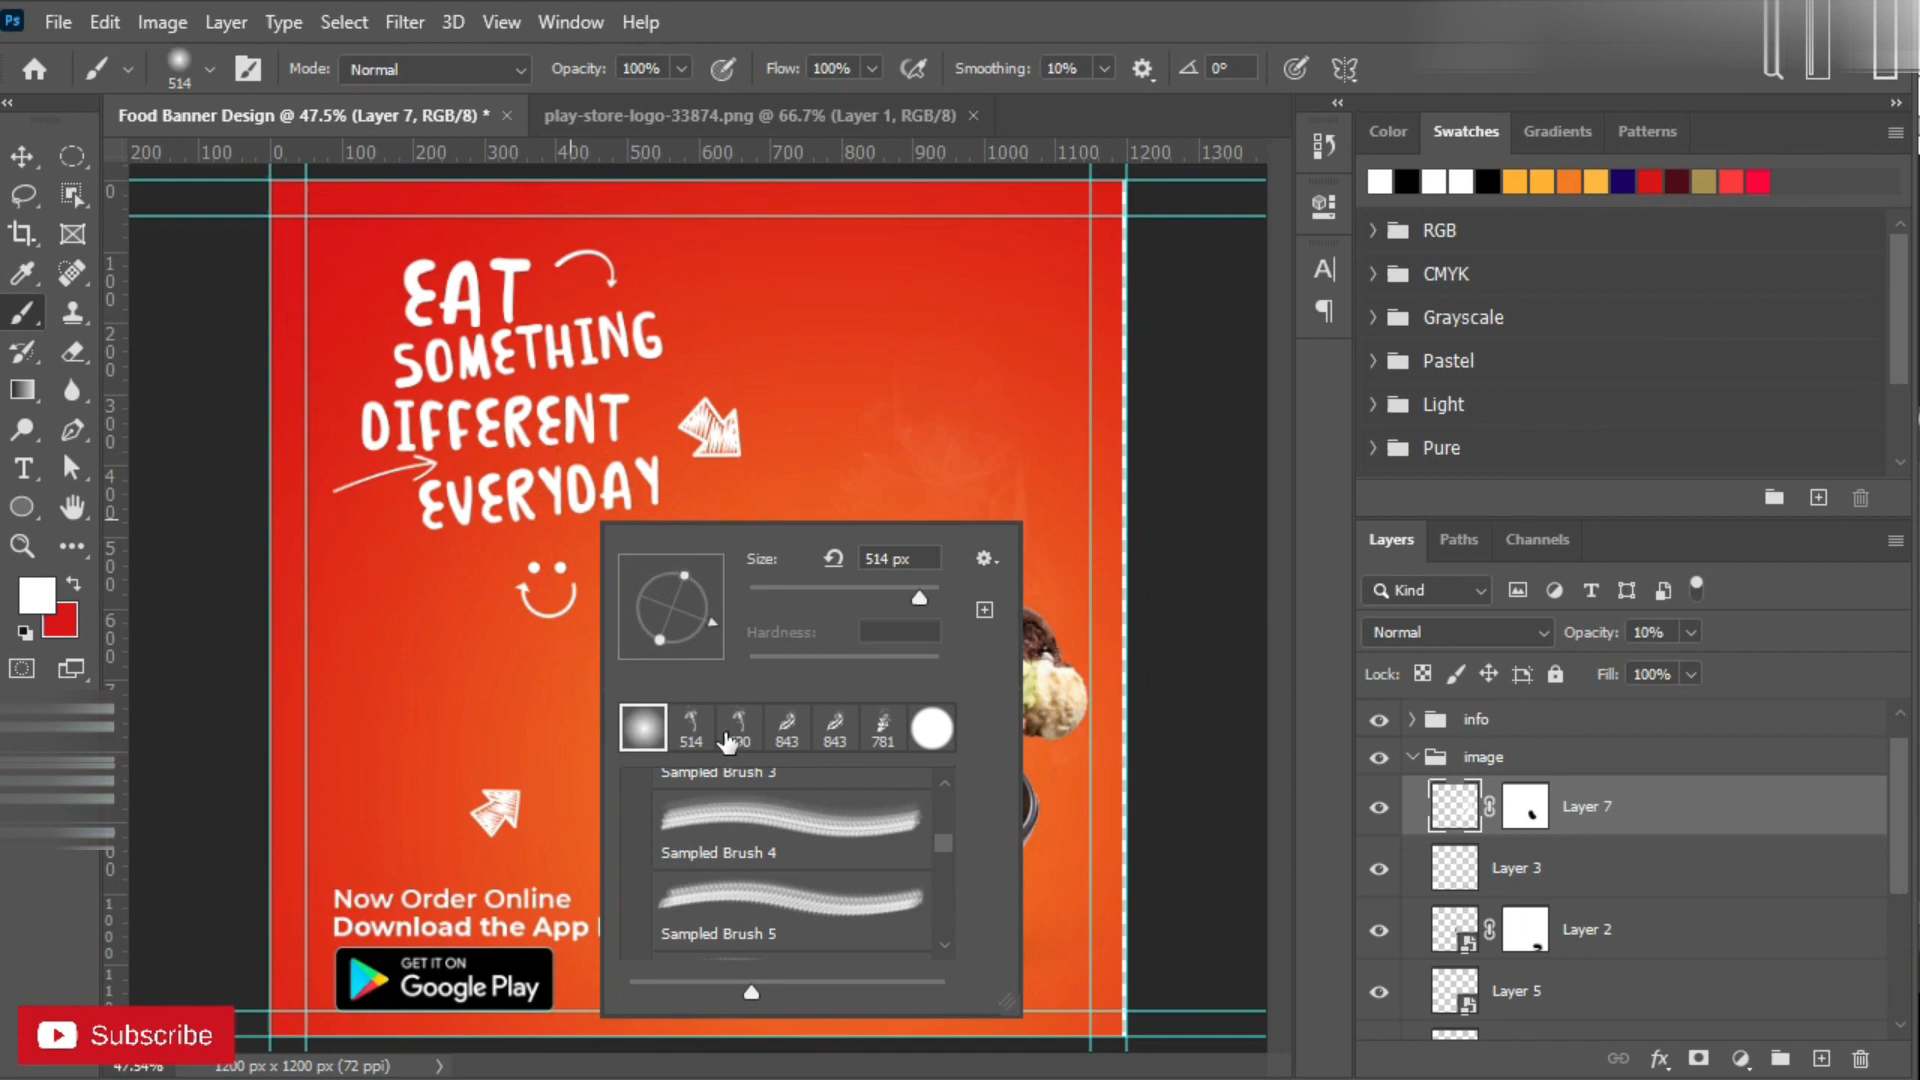 Ps File Edit Image Layer Type Select Filter 3D View Window Help
514 Mode: Normal Opacity: 100% Flow: 100% Smoothing: 10% 0°
Food Banner Design @ 47.5% (Layer 7, RGB/8) * × play-store-logo-33874.png @ 66.7% (Layer 1, RGB/8) ×
200 100 0 100 200 300 400 500 600 700 800 900 1000 1100 1200 1300
EAT
SOMETHING
DIFFERENT
EVERYDAY
Now Order Online
Download the App
GET IT ON
Google Play
Subscribe
1200 px x 1200 px (72 ppi)
Size: 514 px
Hardness:
514 843 843 781
Sampled Brush 3
Sampled Brush 4
Sampled Brush 5
Color Swatches Gradients Patterns
RGB
CMYK
Grayscale
Pastel
Light
Pure
Layers Paths Channels
Kind
Normal Opacity: 10%
Lock: Fill: 100%
info
image
Layer 7
Layer 3
Layer 2
Layer 5